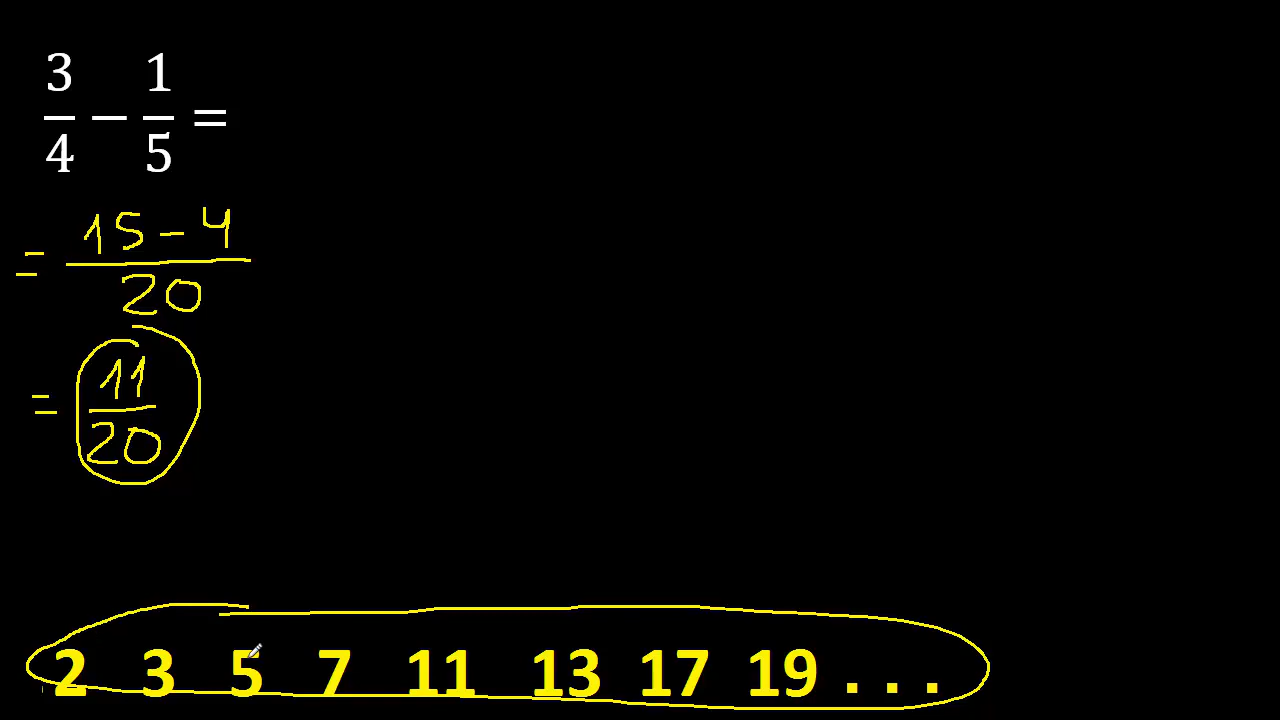 3/4 − 1/5 =
= 15 − 4 / 20
= 11/20
2 3 5 7 11 13 17 19 . . .